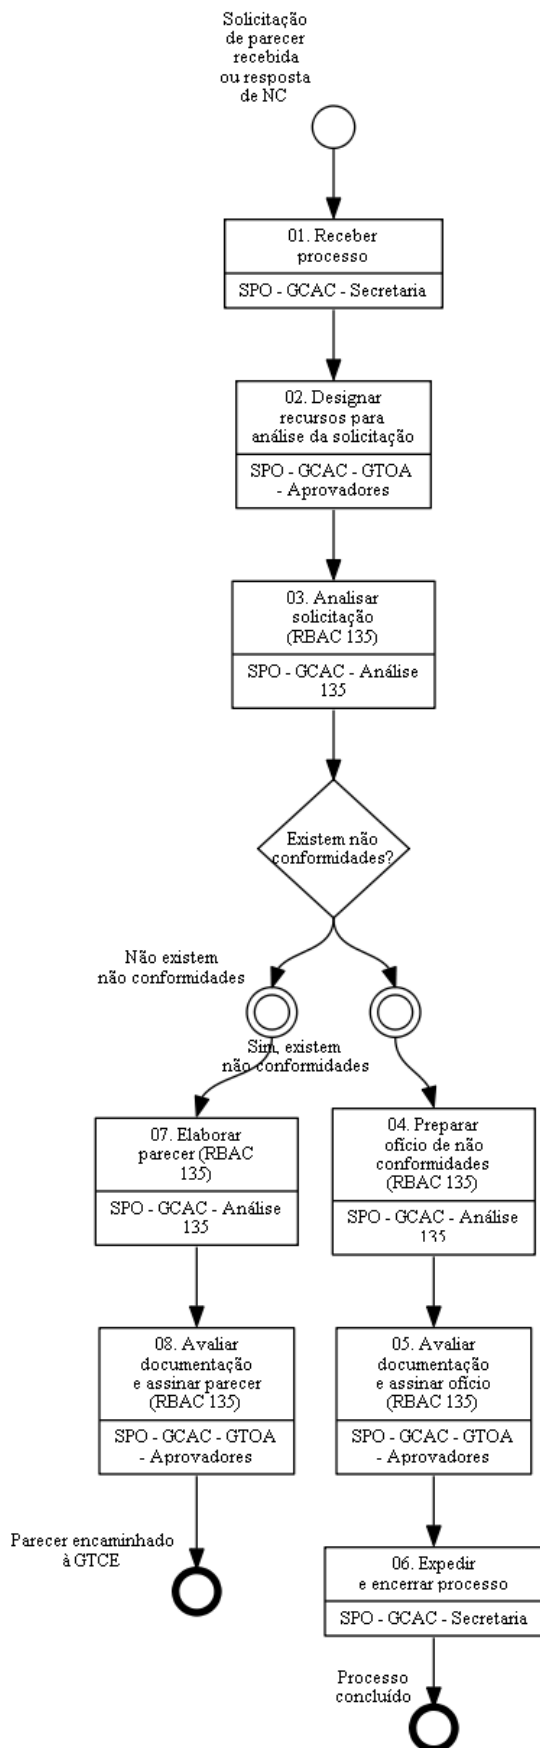 Solicitação
de parecer
recebida
ou resposta
de NC
01. Receber
processo
SPO - GCAC - Secretaria
02. Designar
recursos para
análise da solicitação
SPO - GCAC - GTOA
- Aprovadores
03. Analisar
solicitação
(RBAC 135)
SPO - GCAC - Análise
135
Existem não
conformidades?
Não existem
não conformidades
Sim, existem
não conformidades
07. Elaborar
parecer (RBAC
135)
SPO - GCAC - Análise
135
04. Preparar
ofício de não
conformidades
(RBAC 135)
SPO - GCAC - Análise
135
08. Avaliar
documentação
e assinar parecer
(RBAC 135)
SPO - GCAC - GTOA
- Aprovadores
05. Avaliar
documentação
e assinar ofício
(RBAC 135)
SPO - GCAC - GTOA
- Aprovadores
Parecer encaminhado
à GTCE
06. Expedir
e encerrar processo
SPO - GCAC - Secretaria
Processo
concluído